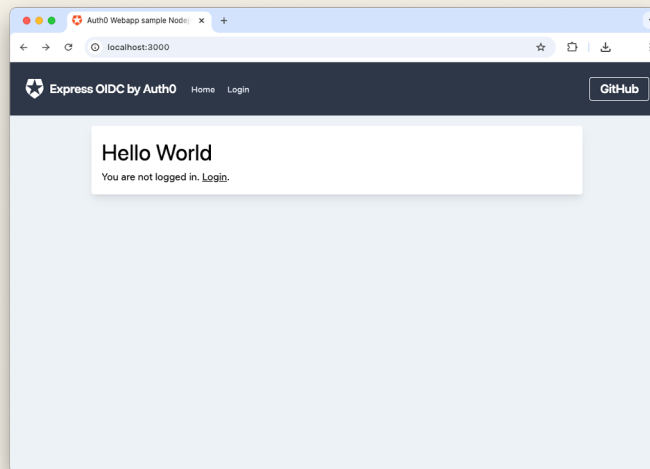 Auth0 Webapp sample Nodej
localhost:3000
Express OIDC by Auth0 Home Login GitHub
Hello World
You are not logged in. Login.